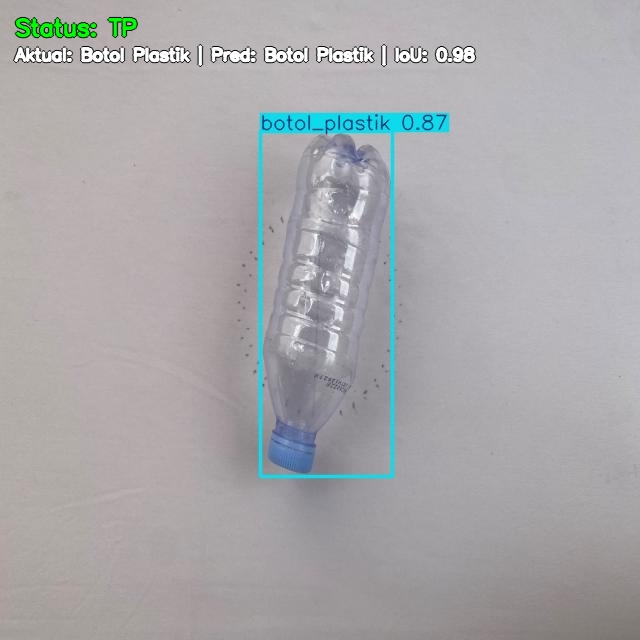 Status: TP
Aktual: Botol Plastik | Pred: Botol Plastik | IoU: 0.98
botol_plastik 0.87